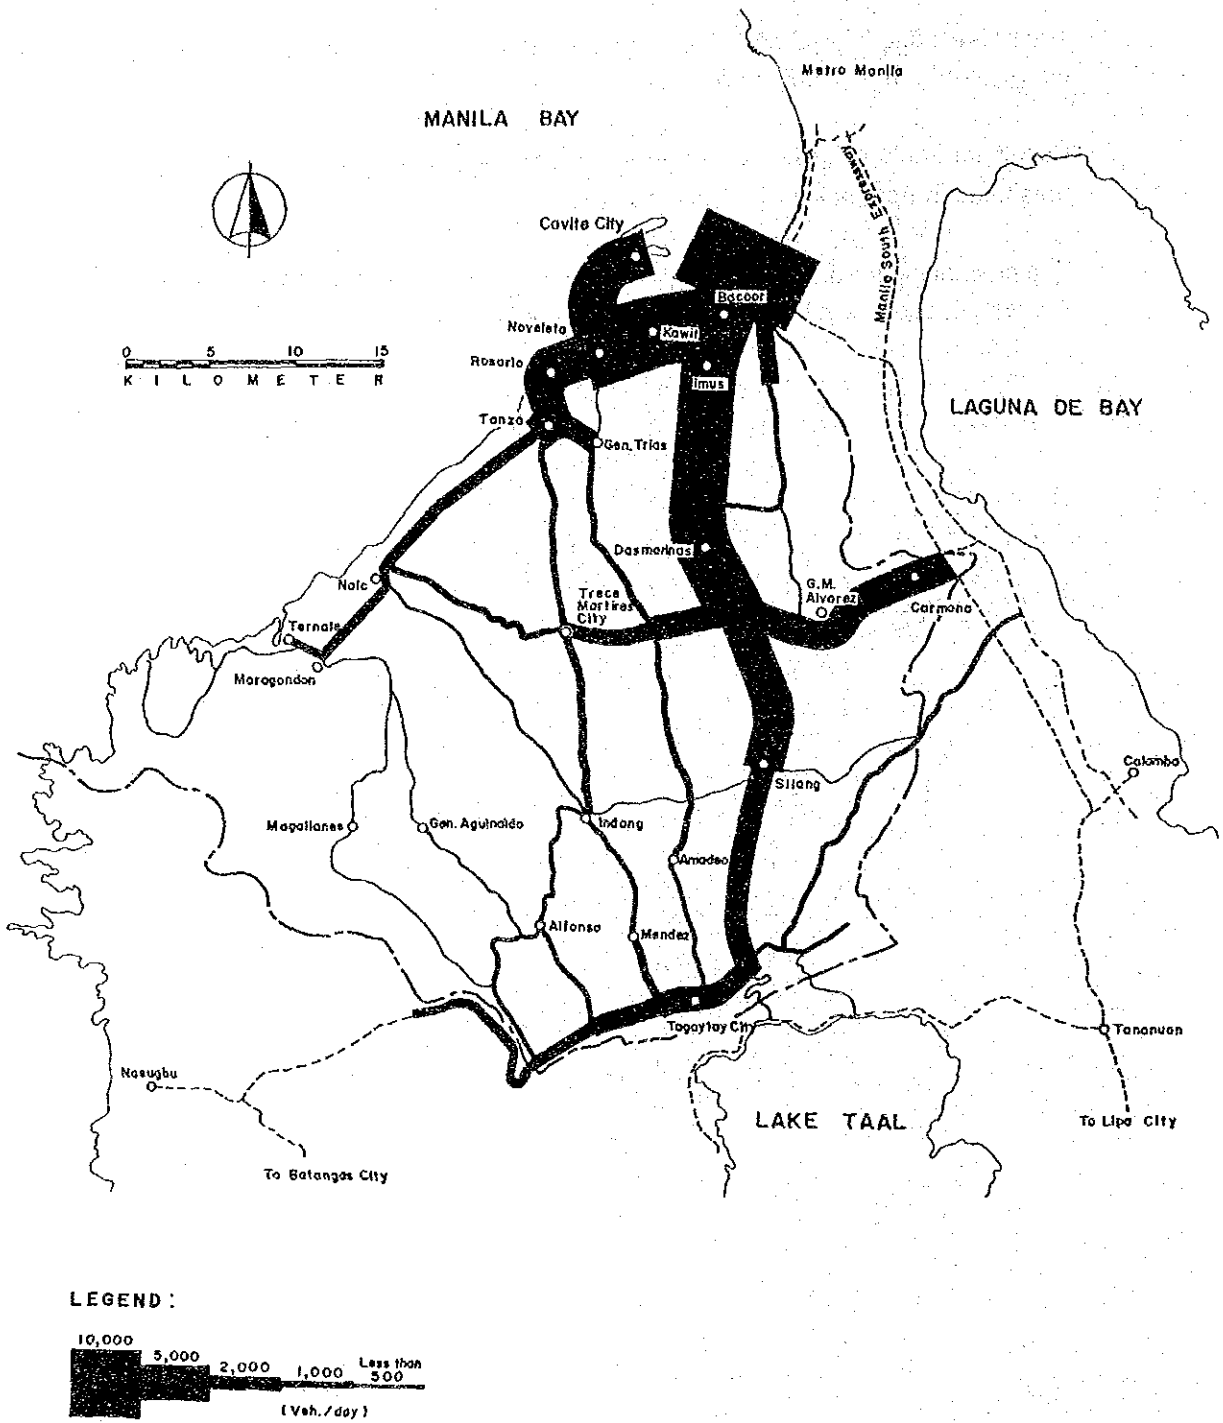 Metro Manila
MANILA BAY
Manila South Expressway
Cavite City
Bacoor
Noveleta
Kawit
0 5 10 15
KILOMETER
Rosario
Imus
LAGUNA DE BAY
Tanza
Gen. Trias
Dasmarinas
Naic
G.M.
Alvarez
Trece
Martires
City
Carmona
Ternate
Maragondon
Calamba
Silang
Magallanes
Gen. Aguinaldo
Indang
Amadeo
Alfonso
Mendez
Tagaytay City
Tananuan
Nasugbu
LAKE TAAL
To Lipa City
To Batangas City
LEGEND:
10,000
5,000
2,000
1,000
Less than
500
(Veh./day)